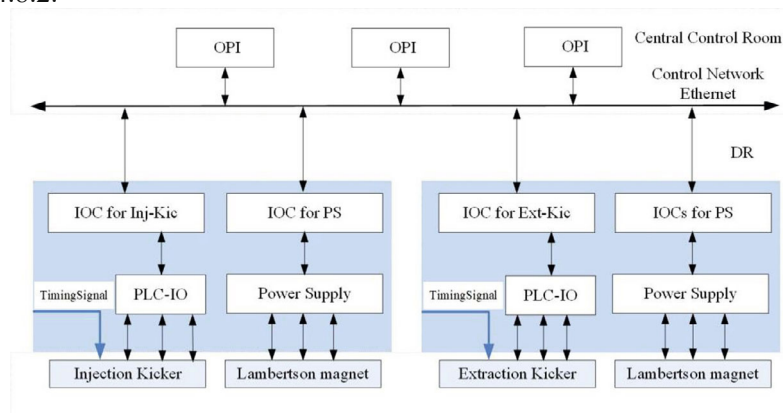 OPI
OPI
OPI
Central Control Room
Control Network
Ethernet
DR
IOC for Inj-Kic
IOC for PS
IOC for Ext-Kic
IOCs for PS
TimingSignal
PLC-IO
Power Supply
TimingSignal
PLC-IO
Power Supply
Injection Kicker
Lambertson magnet
Extraction Kicker
Lambertson magnet